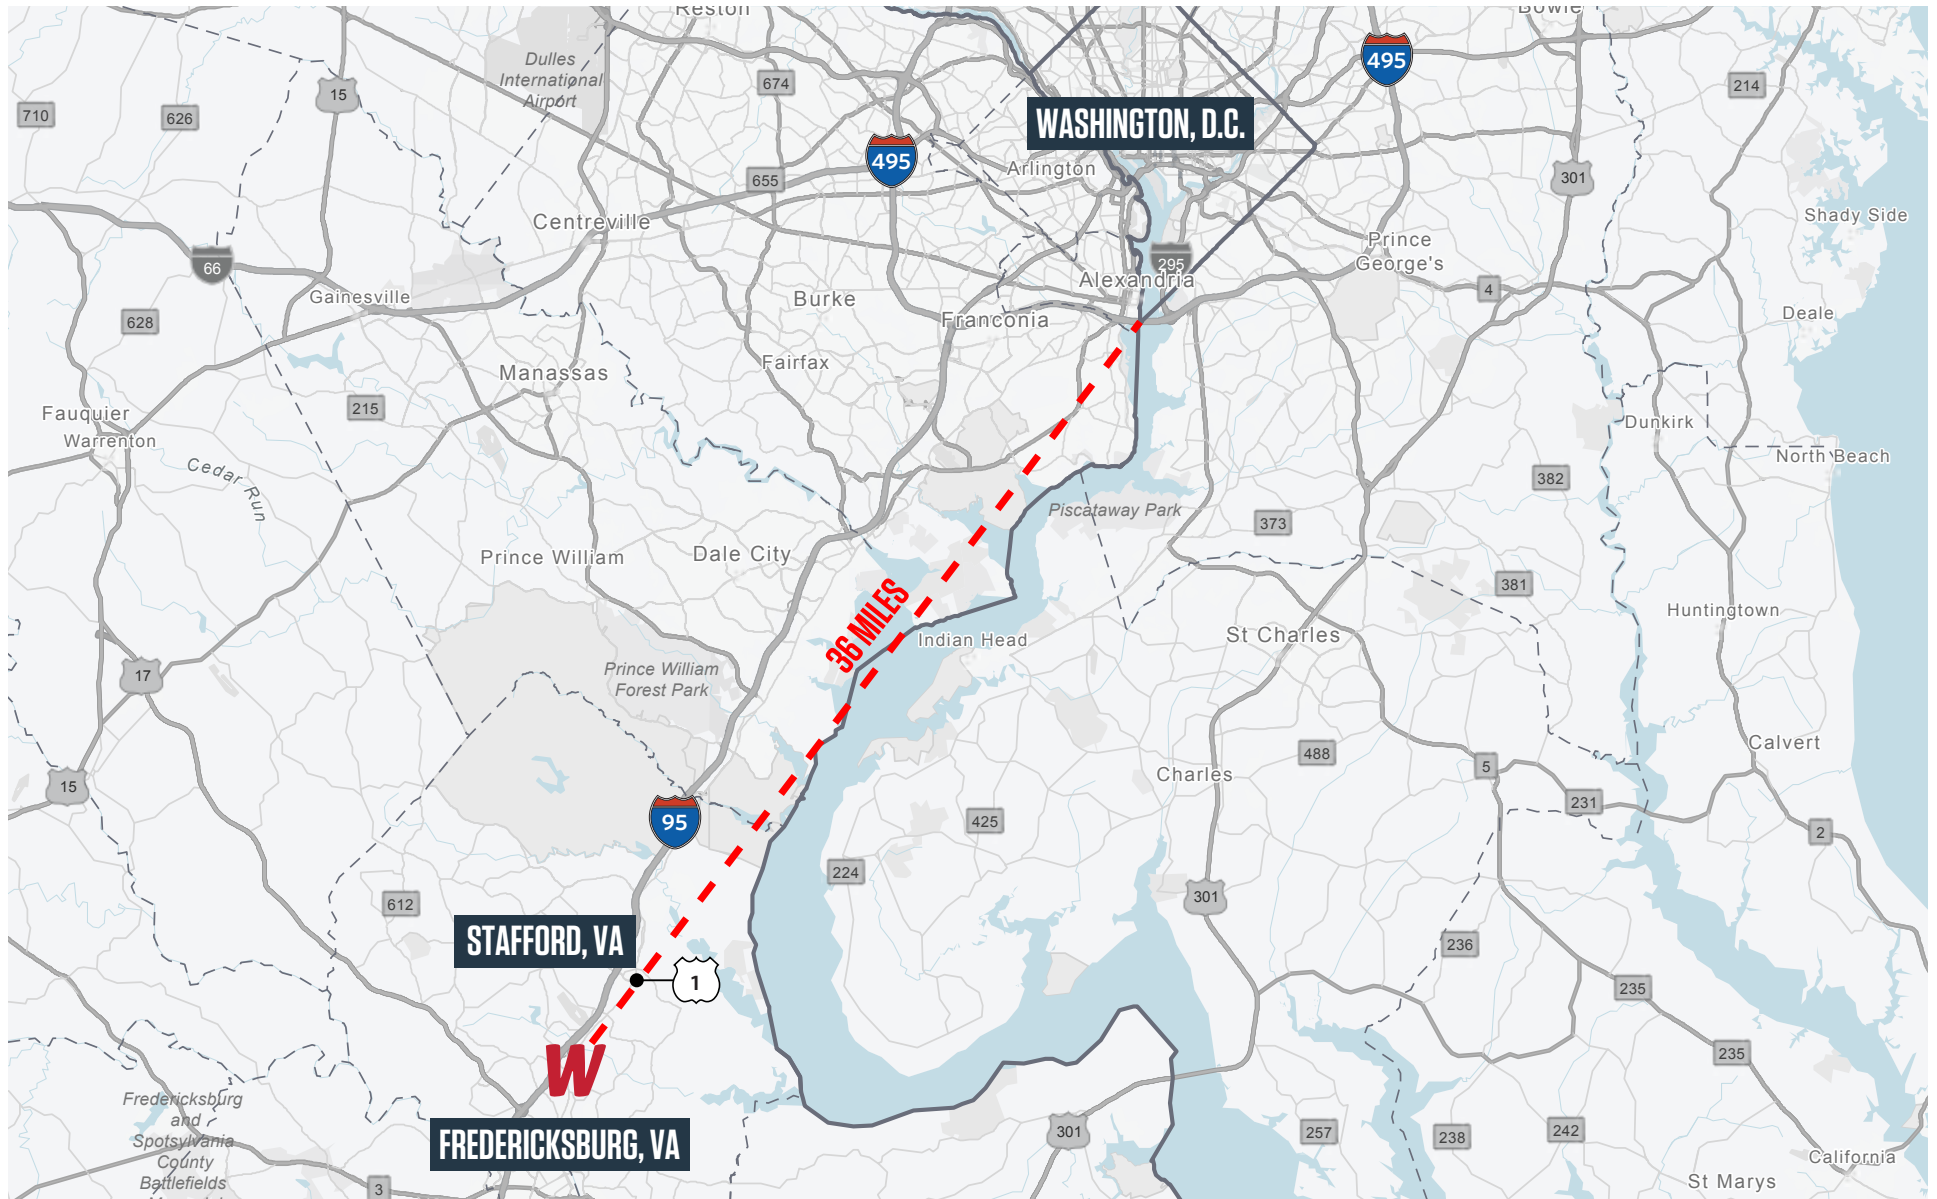 Reston
Bowie
495
Dulles
International
Airport
674
15
214
710
626
WASHINGTON, D.C.
495
Arlington
655
301
Shady Side
Centreville
Prince
George's
66
295
Alexandria
4
Gainesville
Burke
Deale
628
Franconia
Fairfax
Manassas
215
Fauquier
Warrenton
Dunkirk
North Beach
Cedar Run
382
Piscataway Park
373
Prince William
Dale City
381
36 MILES
Huntingtown
Indian Head
St Charles
17
Prince William
Forest Park
Calvert
488
Charles
5
15
231
95
425
2
224
612
301
STAFFORD, VA
236
1
235
235
W
Fredericksburg
and
Spotsylvania
County
Battlefields
FREDERICKSBURG, VA
301
257
238
242
California
St Marys
3